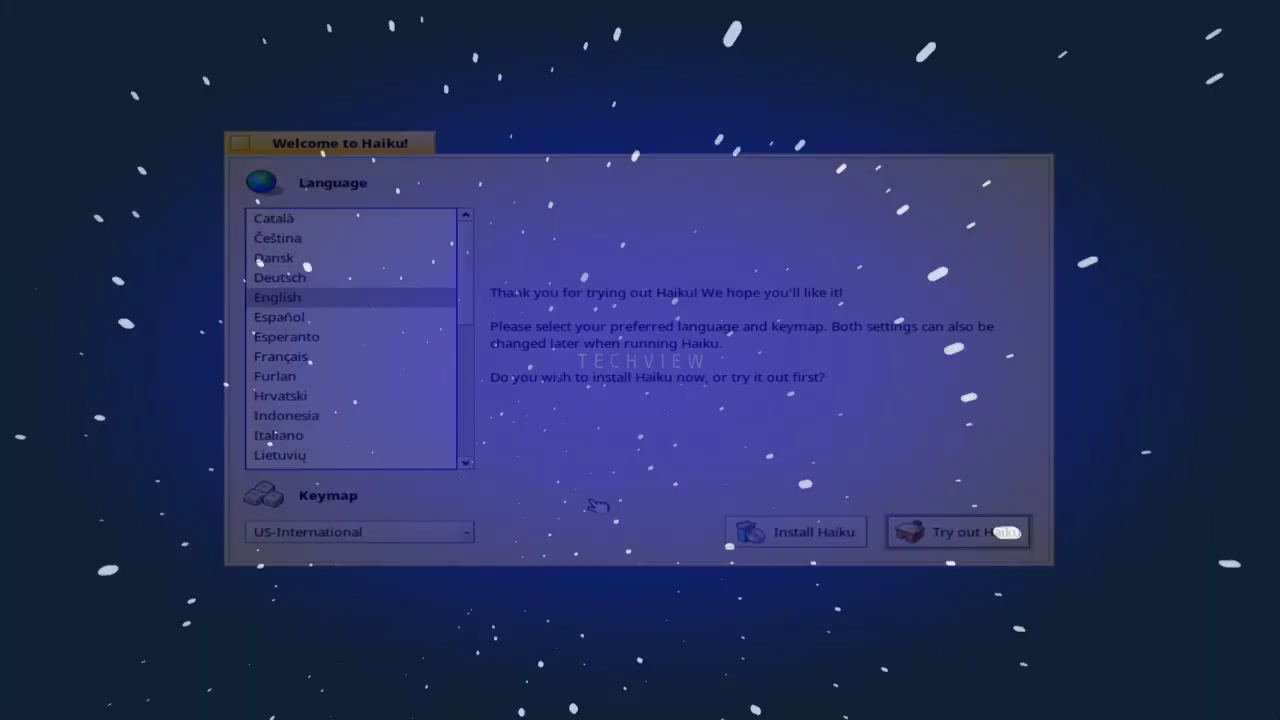 Welcome to Haiku!
Language
Català
Čeština
Dansk
Deutsch
English
Español
Esperanto
Français
Furlan
Hrvatski
Indonesia
Italiano
Lietuvių
Thank you for trying out Haiku! We hope you'll like it!
Please select your preferred language and keymap. Both settings can also be
changed later when running Haiku.
TECHVIEW
Do you wish to install Haiku now, or try it out first?
Keymap
US-International
Install Haiku
Try out Haiku